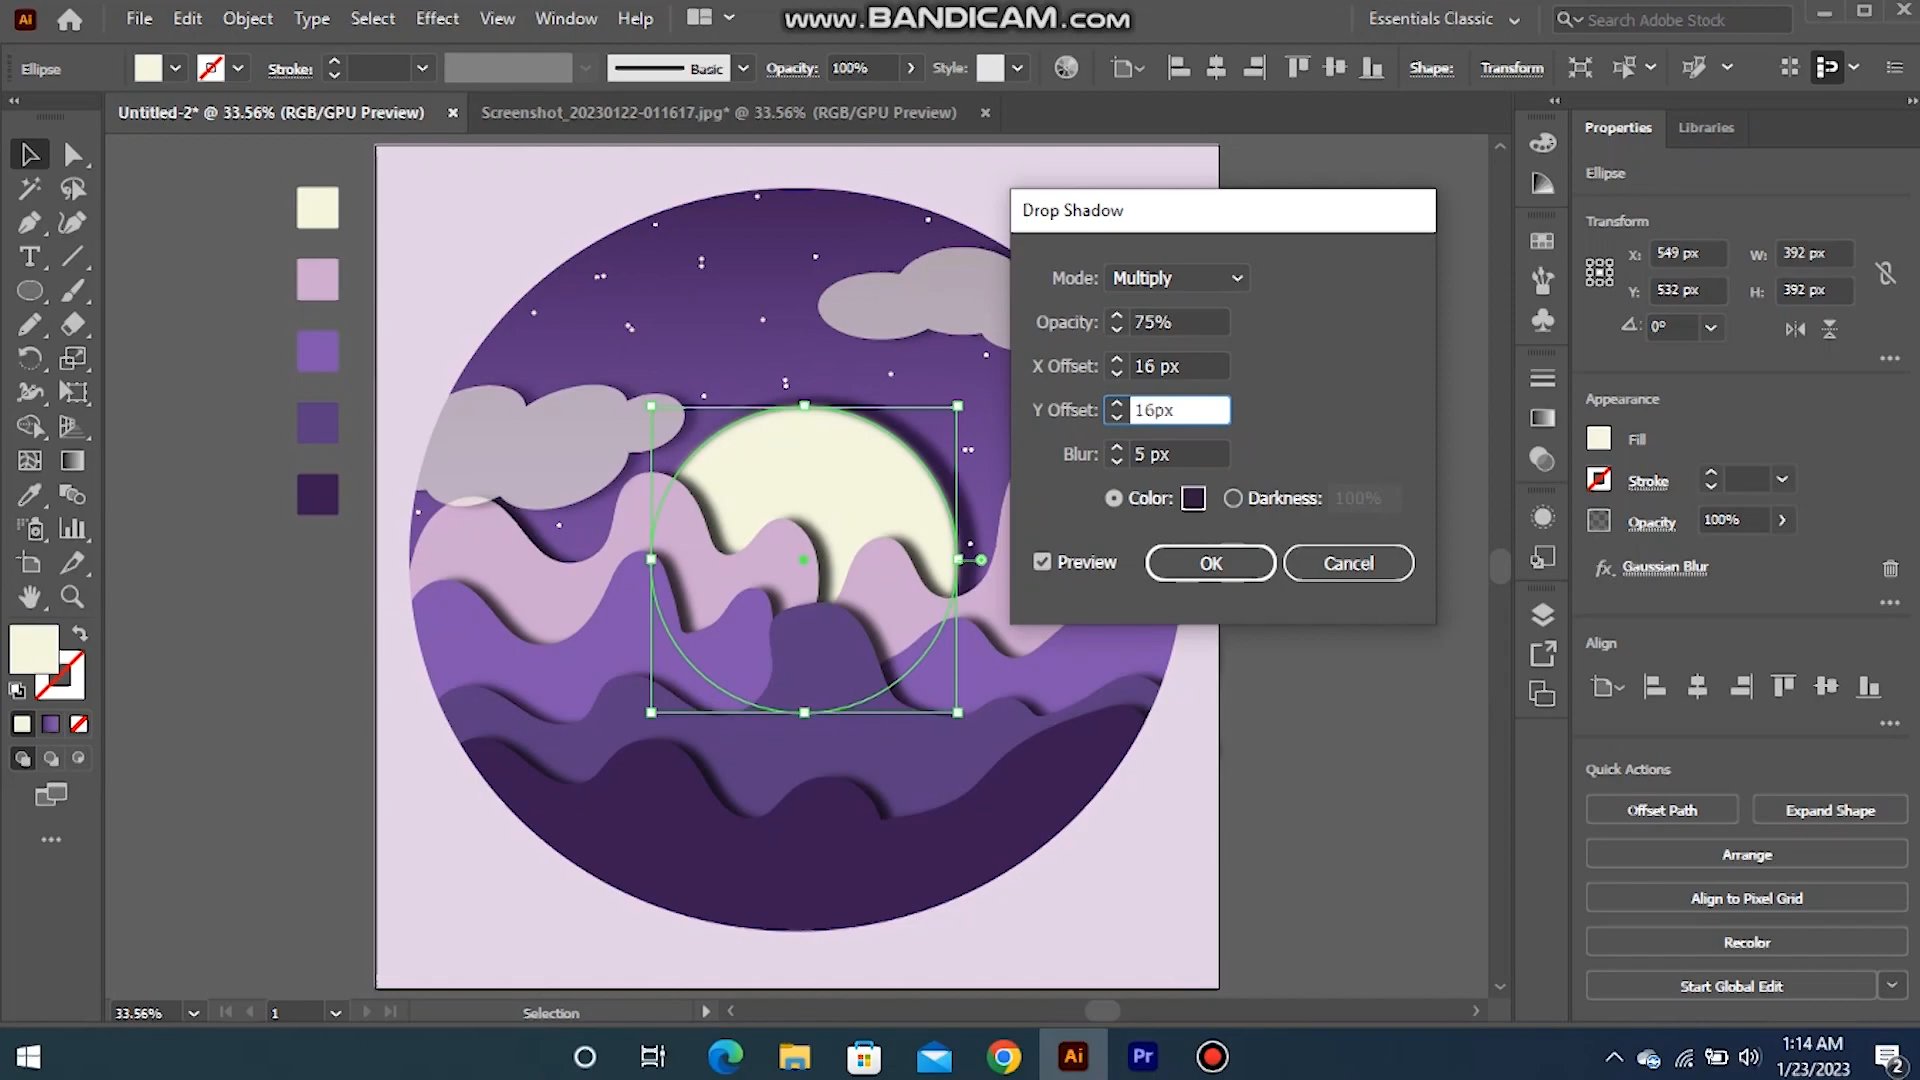 Ai File Edit Object Type Select Effect View Window Help www.BANDICAM.com Essentials Classic Search Adobe Stock
Ellipse Stroke: Basic Opacity: 100% Style: Shape: Transform
Untitled-2* @ 33.56% (RGB/GPU Preview) Screenshot_20230122-011617.jpg* @ 33.56% (RGB/GPU Preview)
Properties Libraries
Ellipse
Transform
X: 549 px W: 392 px
Y: 532 px H: 392 px
0°
Appearance
Fill
Stroke
Opacity 100%
fx Gaussian Blur
Align
Quick Actions
Offset Path Expand Shape
Arrange
Align to Pixel Grid
Recolor
Start Global Edit
Drop Shadow
Mode: Multiply
Opacity: 75%
X Offset: 16 px
Y Offset: 16px
Blur: 5 px
Color: Darkness: 100%
Preview OK Cancel
33.56% 1 Selection
Ai Pr 1:14 AM
1/23/2023 2